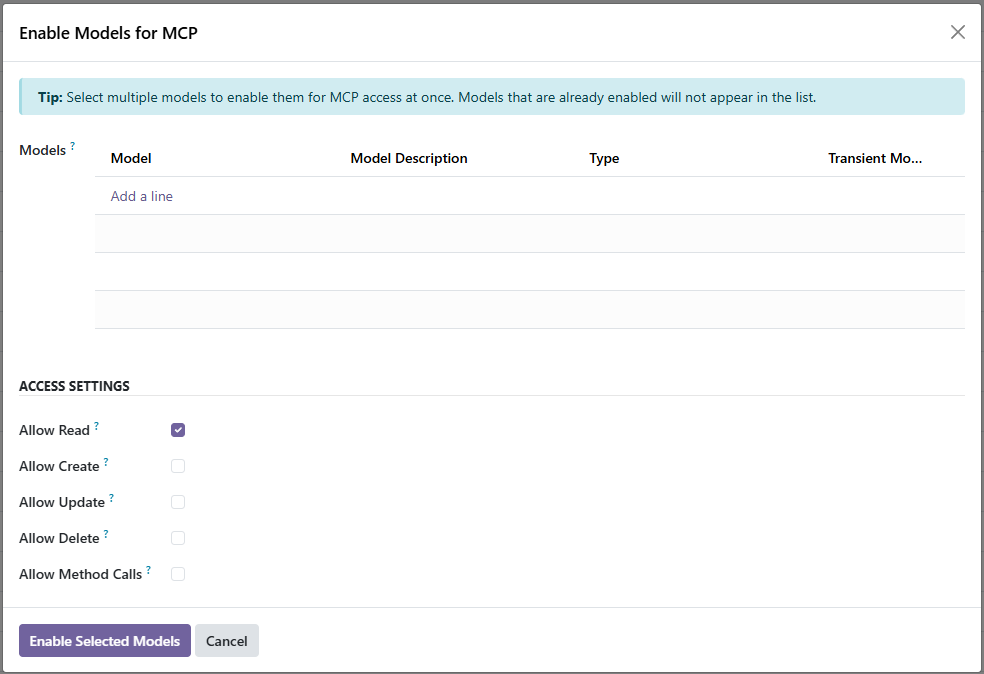 Enable Models for MCP
Tip: Select multiple models to enable them for MCP access at once. Models that are already enabled will not appear in the list.
Models ?
Model Model Description Type Transient Mo...
Add a line
ACCESS SETTINGS
Allow Read ?
Allow Create ?
Allow Update ?
Allow Delete ?
Allow Method Calls ?
Enable Selected Models Cancel